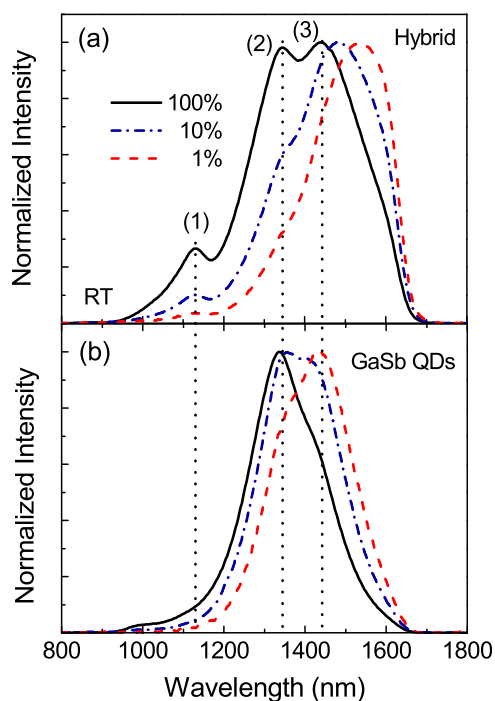 (a)
(2)
(3)
Hybrid
100%
10%
1%
(1)
RT
Normalized Intensity
(b)
GaSb QDs
Normalized Intensity
800 1000 1200 1400 1600 1800
Wavelength (nm)